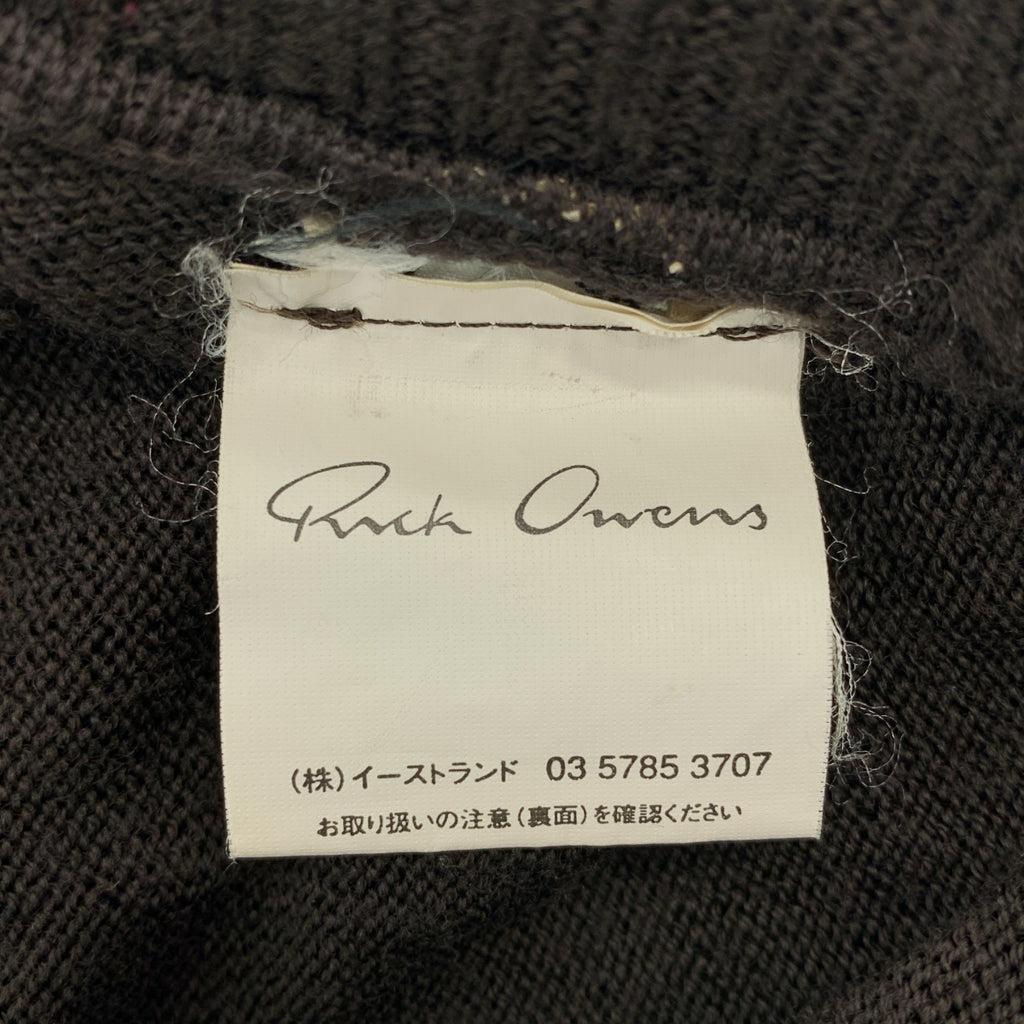 Rick Owens
(株)イーストランド 03 5785 3707
お取り扱いの注意(裏面)を確認ください